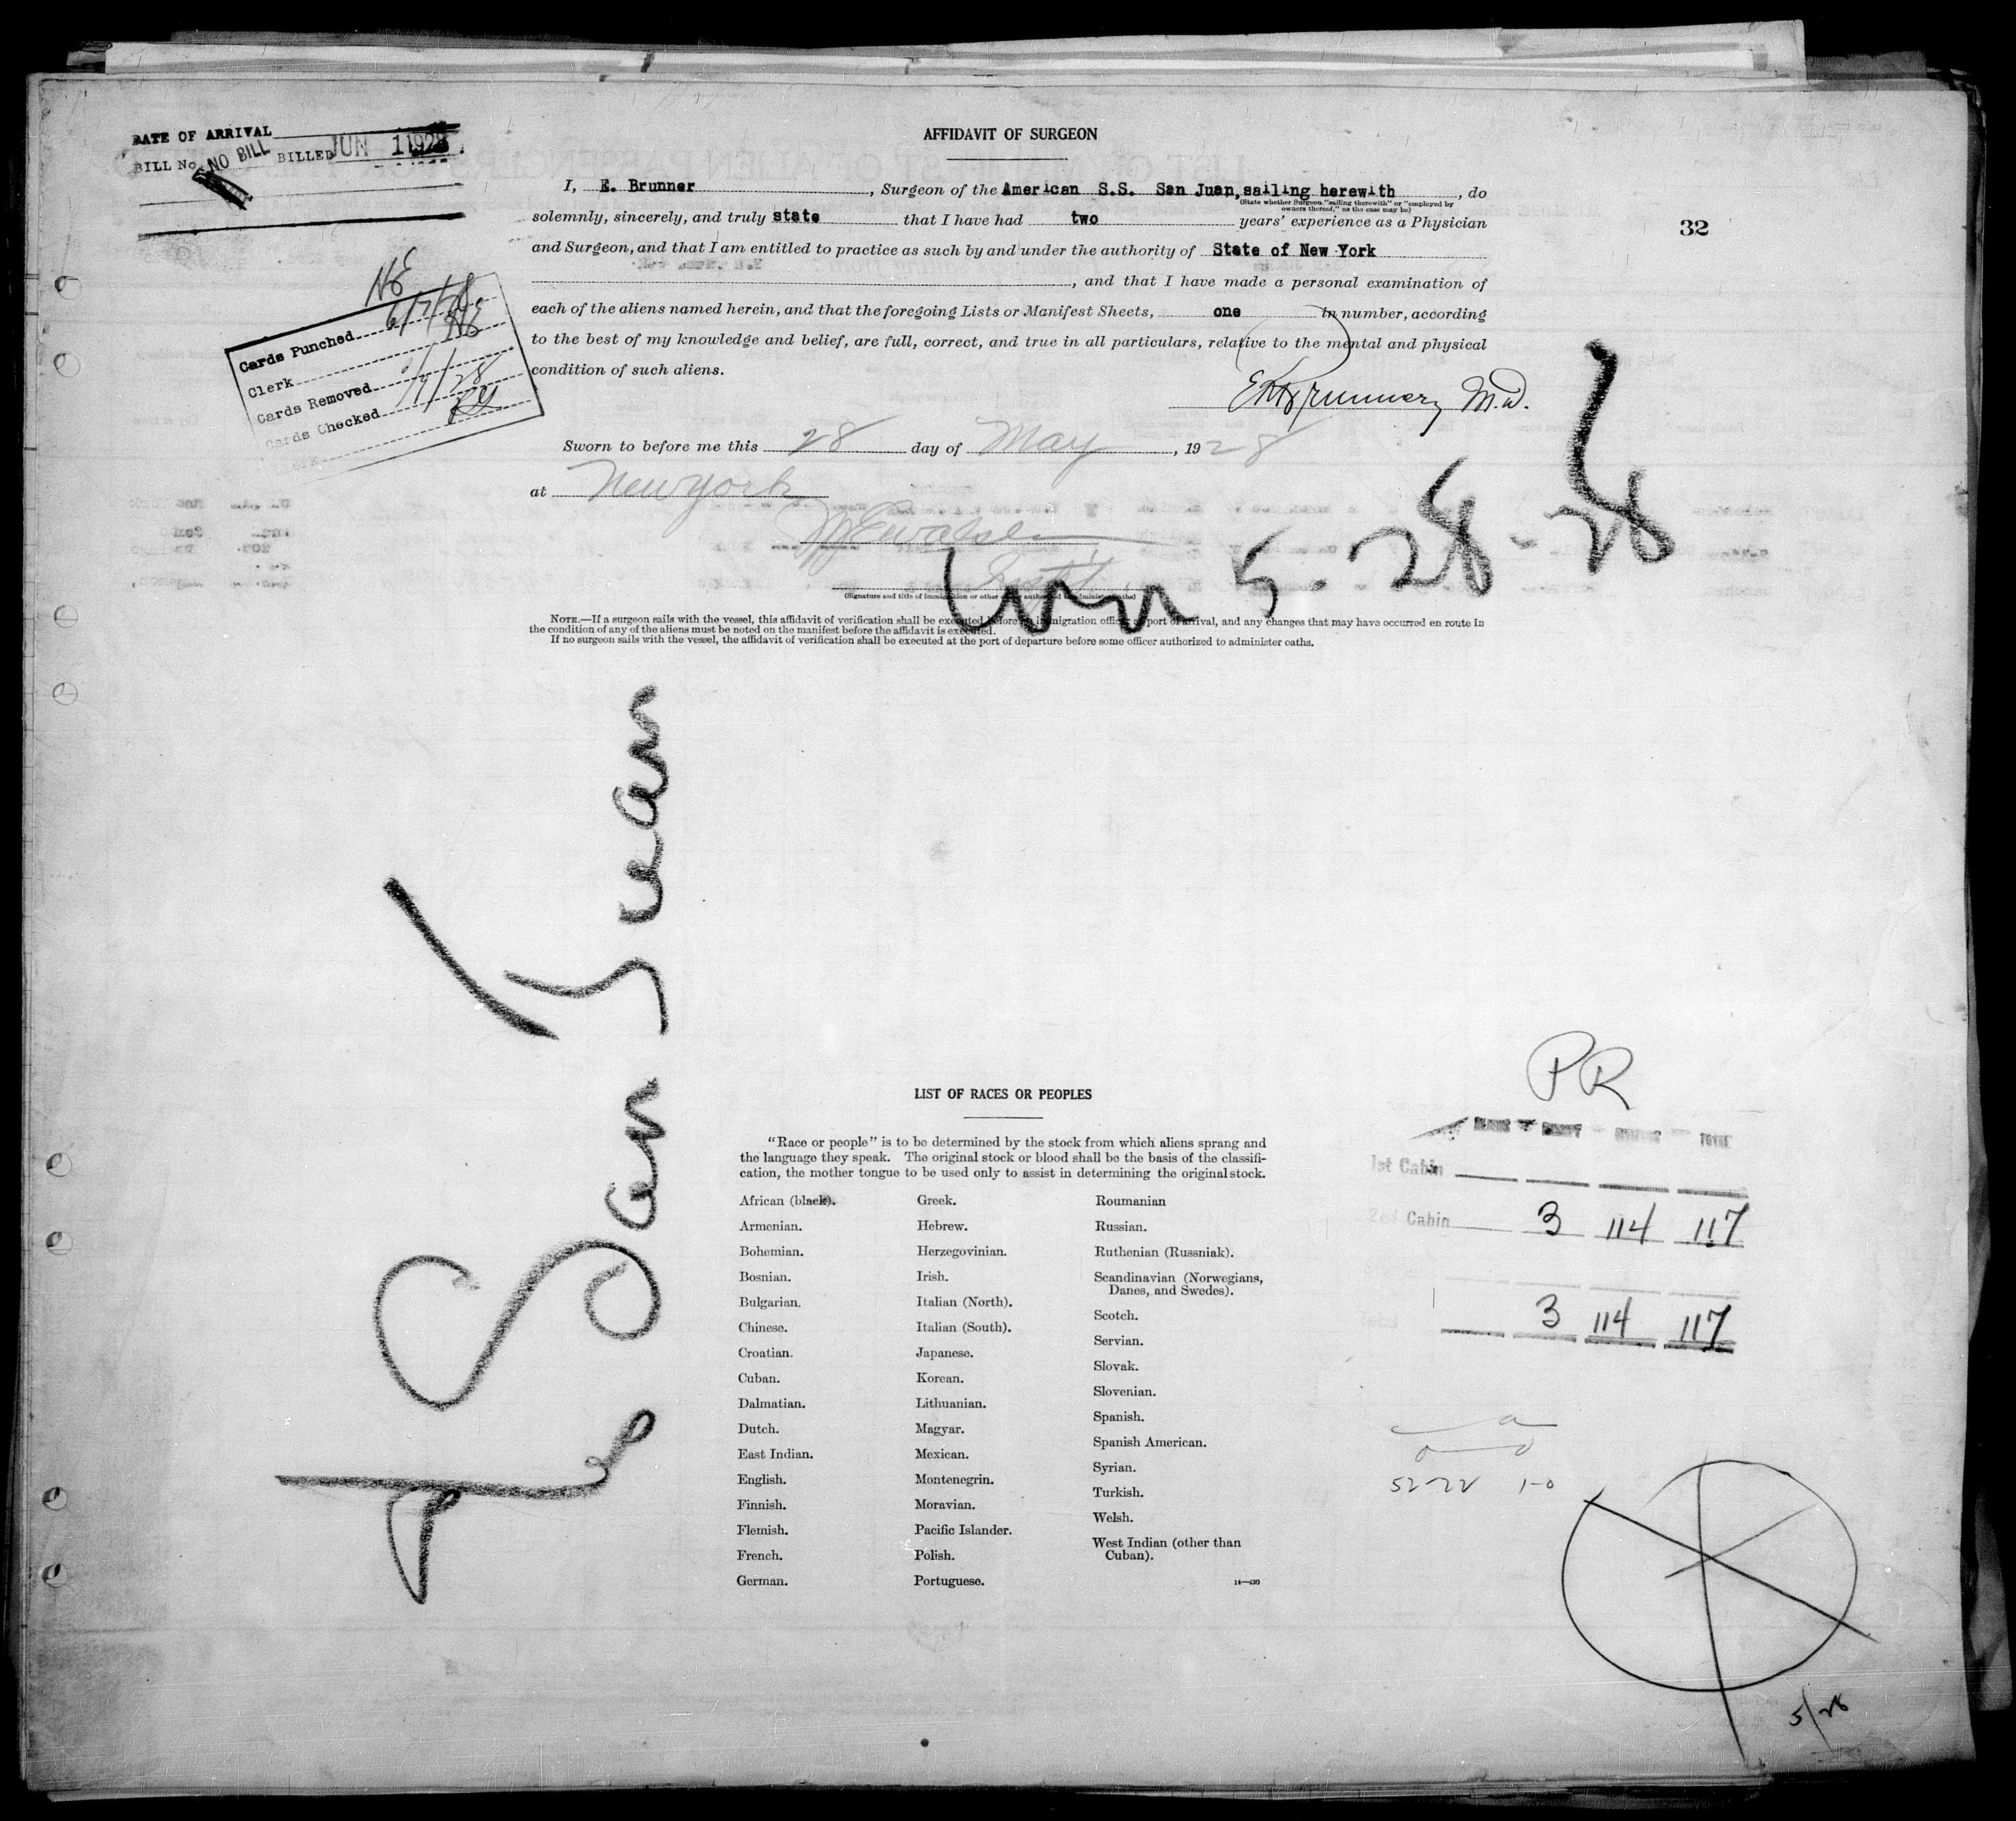 DATE OF ARRIVAL
BILL No. NO BILL BILLED JUN 1 1928
AFFIDAVIT OF SURGEON
32
I, E. Brunner, Surgeon of the American S.S. San Juan, sailing herewith, do
(State whether Surgeon "sailing therewith" or "employed by
owners thereof," as the case may be)
solemnly, sincerely, and truly state that I have had two years' experience as a Physician
and Surgeon, and that I am entitled to practice as such by and under the authority of State of New York
, and that I have made a personal examination of
each of the aliens named herein, and that the foregoing Lists or Manifest Sheets, one in number, according
to the best of my knowledge and belief, are full, correct, and true in all particulars, relative to the mental and physical
condition of such aliens.
Brunner, M.D.
Cards Punched
Clerk
Cards Removed
Cards Checked
Sworn to before me this 28 day of May, 1928
at New York
5-28-28
(Signature and title of immigration or other officer authorized to administer oaths)
NOTE.—If a surgeon sails with the vessel, this affidavit of verification shall be executed before an immigration officer at port of arrival, and any changes that may have occurred en route in
the condition of any of the aliens must be noted on the manifest before the affidavit is executed.
If no surgeon sails with the vessel, the affidavit of verification shall be executed at the port of departure before some officer authorized to administer oaths.
San Juan
LIST OF RACES OR PEOPLES
"Race or people" is to be determined by the stock from which aliens sprang and
the language they speak. The original stock or blood shall be the basis of the classifi-
cation, the mother tongue to be used only to assist in determining the original stock.
African (black).
Armenian.
Bohemian.
Bosnian.
Bulgarian.
Chinese.
Croatian.
Cuban.
Dalmatian.
Dutch.
East Indian.
English.
Finnish.
Flemish.
French.
German.
Greek.
Hebrew.
Herzegovinian.
Irish.
Italian (North).
Italian (South).
Japanese.
Korean.
Lithuanian.
Magyar.
Mexican.
Montenegrin.
Moravian.
Pacific Islander.
Polish.
Portuguese.
Roumanian
Russian.
Ruthenian (Russniak).
Scandinavian (Norwegians,
Danes, and Swedes).
Scotch.
Servian.
Slovak.
Slovenian.
Spanish.
Spanish American.
Syrian.
Turkish.
Welsh.
West Indian (other than
Cuban).
14—430
PR
TOTAL
1st Cabin
2nd Cabin 3 114 117
3 114 117
5/28